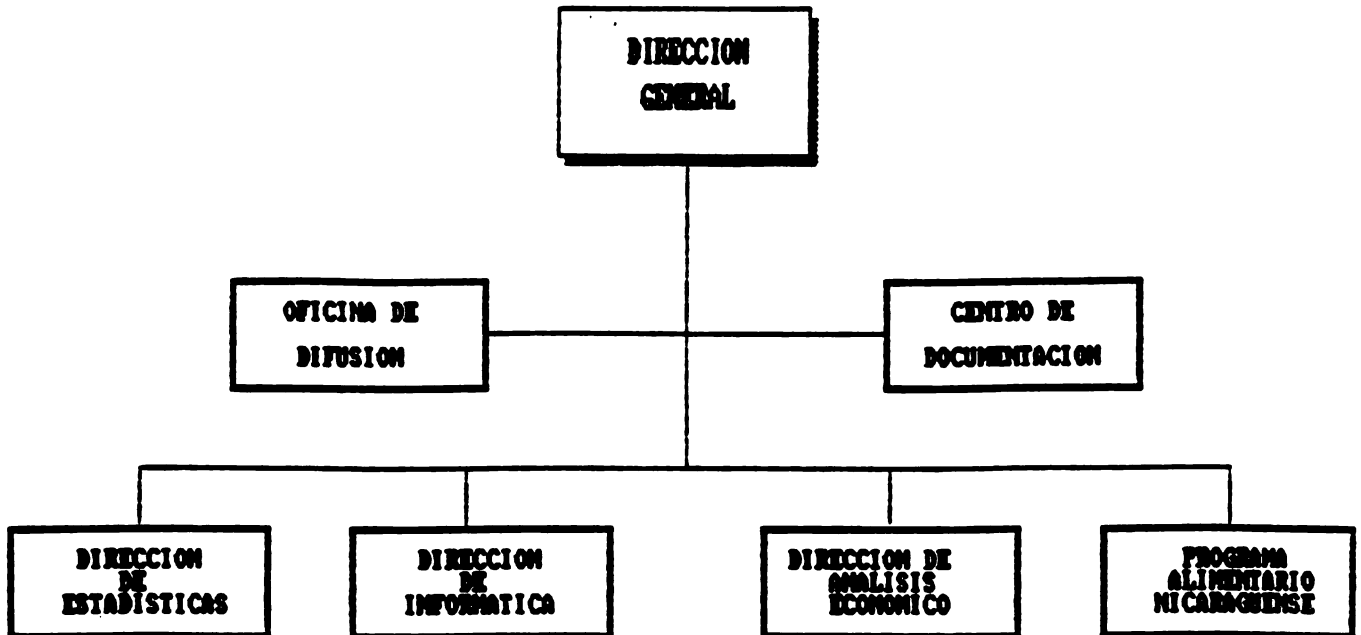 DIRECCION
GENERAL
OFICINA DE
DIFUSION
CENTRO DE
DOCUMENTACION
DIRECCION
DE
ESTADISTICAS
DIRECCION
DE
INFORMATICA
DIRECCION DE
ANALISIS
ECONOMICO
PROGRAMA
ALIMENTARIO
NICARAGUENSE